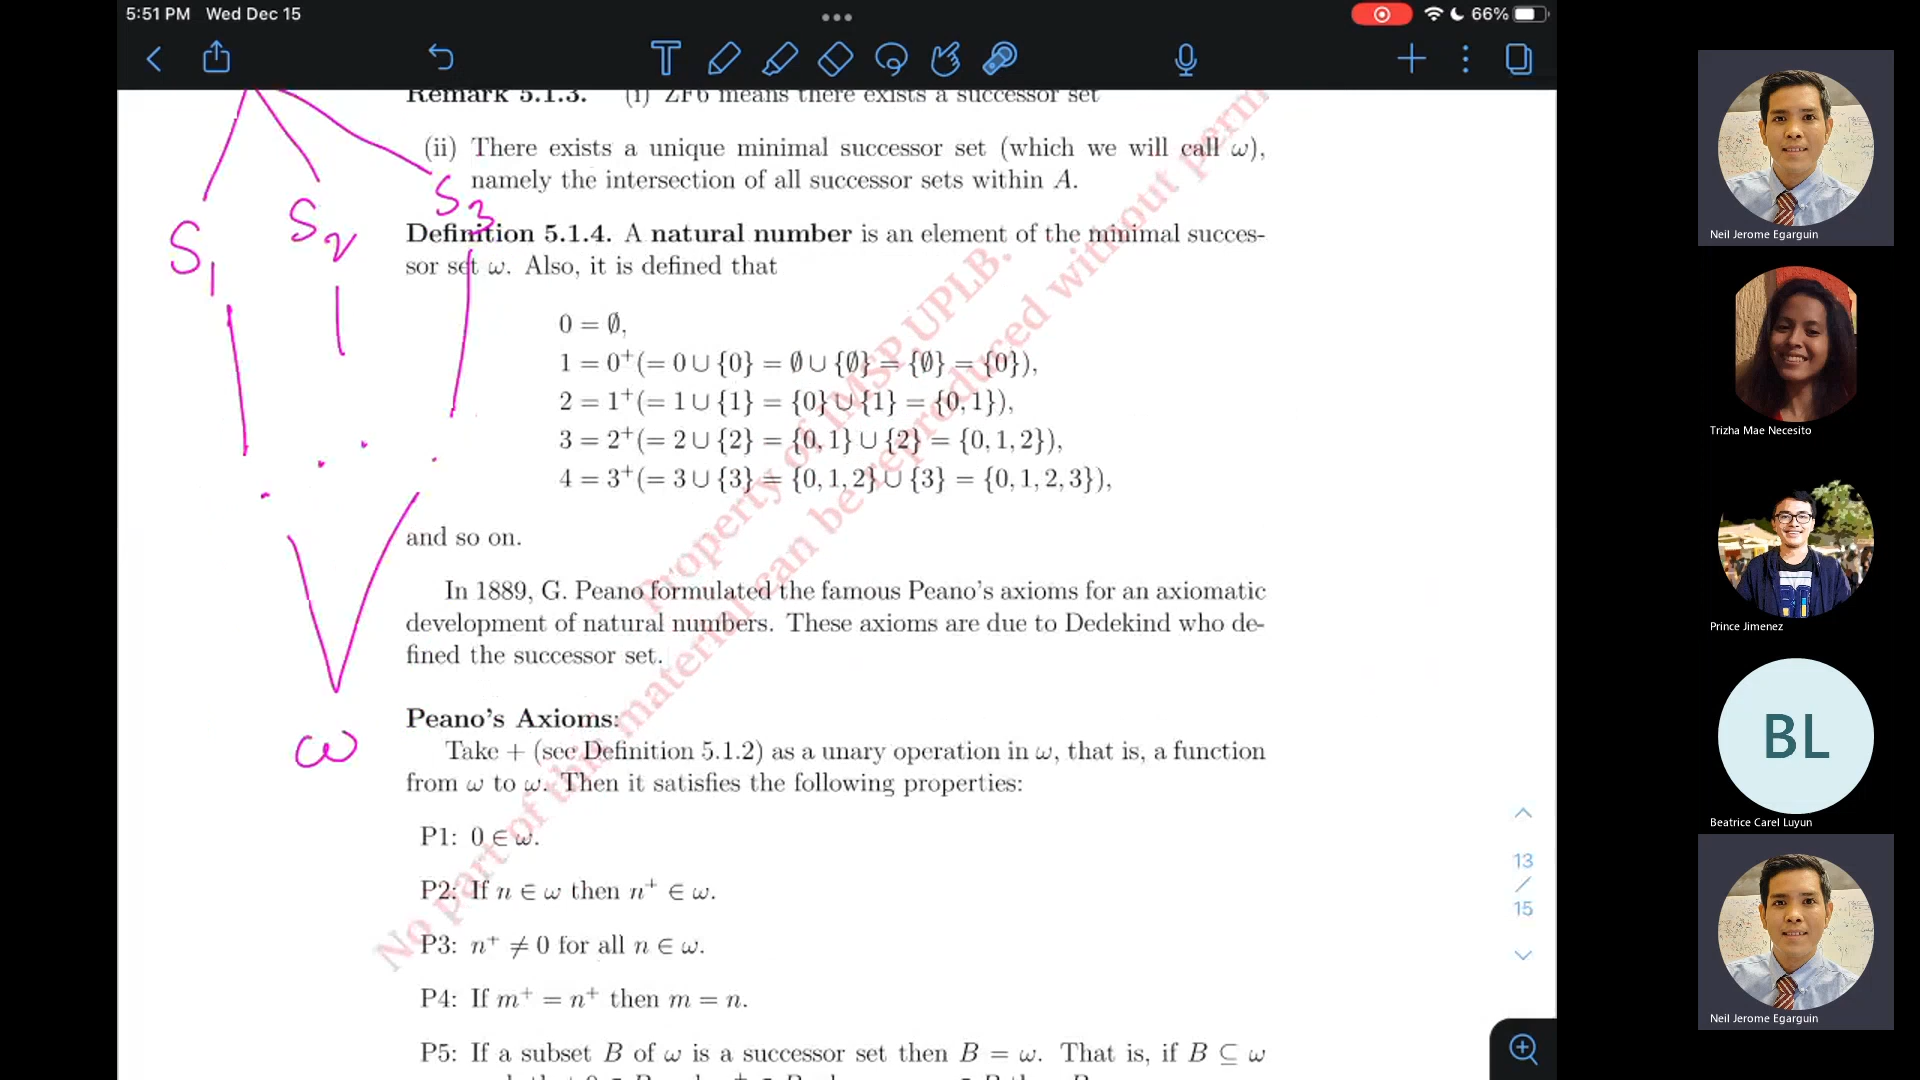 5:51 PM Wed Dec 15
66%
Remark 5.1.3. (i) ZF6 means there exists a successor set
(ii) There exists a unique minimal successor set (which we will call ω),
namely the intersection of all successor sets within A.
S₁
S₂
S₃
Definition 5.1.4. A natural number is an element of the minimal succes-
sor set ω. Also, it is defined that
0 = ∅,
1 = 0⁺(= 0 ∪ {0} = ∅ ∪ {∅} = {∅} = {0}),
2 = 1⁺(= 1 ∪ {1} = {0} ∪ {1} = {0, 1}),
3 = 2⁺(= 2 ∪ {2} = {0, 1} ∪ {2} = {0, 1, 2}),
4 = 3⁺(= 3 ∪ {3} = {0, 1, 2} ∪ {3} = {0, 1, 2, 3}),
and so on.
In 1889, G. Peano formulated the famous Peano's axioms for an axiomatic
development of natural numbers. These axioms are due to Dedekind who de-
fined the successor set.
ω
Peano's Axioms:
Take + (see Definition 5.1.2) as a unary operation in ω, that is, a function
from ω to ω. Then it satisfies the following properties:
P1: 0 ∈ ω.
P2: If n ∈ ω then n⁺ ∈ ω.
P3: n⁺ ≠ 0 for all n ∈ ω.
P4: If m⁺ = n⁺ then m = n.
P5: If a subset B of ω is a successor set then B = ω. That is, if B ⊆ ω
Property of IMSP, UPLB.
No part of this material can be reproduced without perm
13
/
15
Neil Jerome Egarguin
Trizha Mae Necesito
Prince Jimenez
BL
Beatrice Carel Luyun
Neil Jerome Egarguin